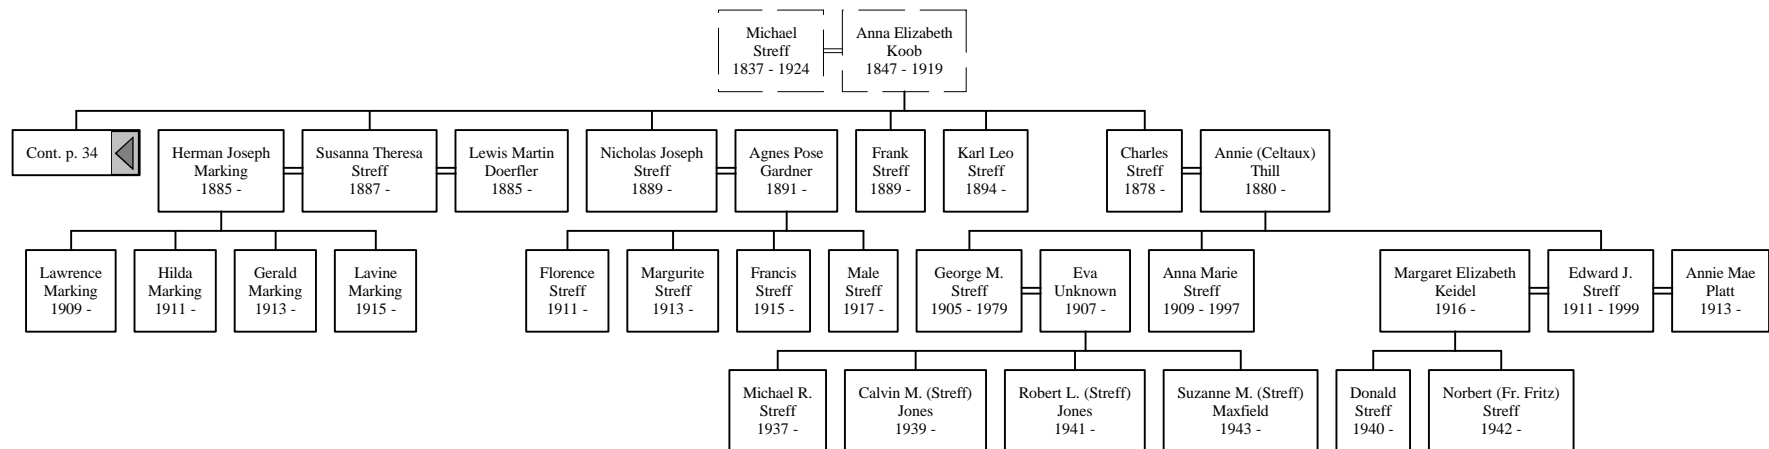 Michael
Streff
1837 - 1924
Anna Elizabeth
Koob
1847 - 1919
Cont. p. 34
Herman Joseph
Marking
1885 -
Susanna Theresa
Streff
1887 -
Lewis Martin
Doerfler
1885 -
Nicholas Joseph
Streff
1889 -
Agnes Pose
Gardner
1891 -
Frank
Streff
1889 -
Karl Leo
Streff
1894 -
Charles
Streff
1878 -
Annie (Celtaux)
Thill
1880 -
Lawrence
Marking
1909 -
Hilda
Marking
1911 -
Gerald
Marking
1913 -
Lavine
Marking
1915 -
Florence
Streff
1911 -
Margurite
Streff
1913 -
Francis
Streff
1915 -
Male
Streff
1917 -
George M.
Streff
1905 - 1979
Eva
Unknown
1907 -
Anna Marie
Streff
1909 - 1997
Margaret Elizabeth
Keidel
1916 -
Edward J.
Streff
1911 - 1999
Annie Mae
Platt
1913 -
Michael R.
Streff
1937 -
Calvin M. (Streff)
Jones
1939 -
Robert L. (Streff)
Jones
1941 -
Suzanne M. (Streff)
Maxfield
1943 -
Donald
Streff
1940 -
Norbert (Fr. Fritz)
Streff
1942 -